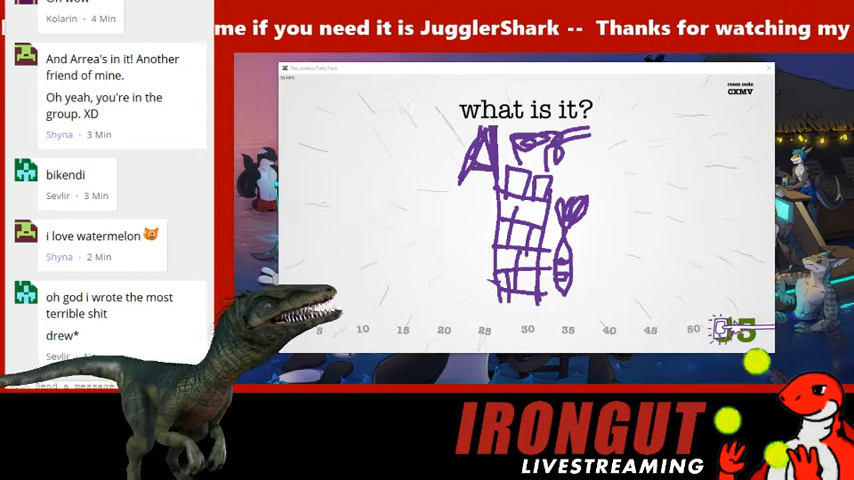 me if you need it is JugglerShark -- Thanks for watching my
Kolarin • 4 Min
And Arrea's in it! Another
friend of mine.
Oh yeah, you're in the
group. XD
Shyna • 3 Min
bikendi
Sevlir • 3 Min
i love watermelon
Shyna • 2 Min
oh god i wrote the most
terrible shit
drew*
Sevlir
The Jackbox Party Pack
room code
CXMV
what is it?
5 10 15 20 25 30 35 40 45 50
IRONGUT
LIVESTREAMING